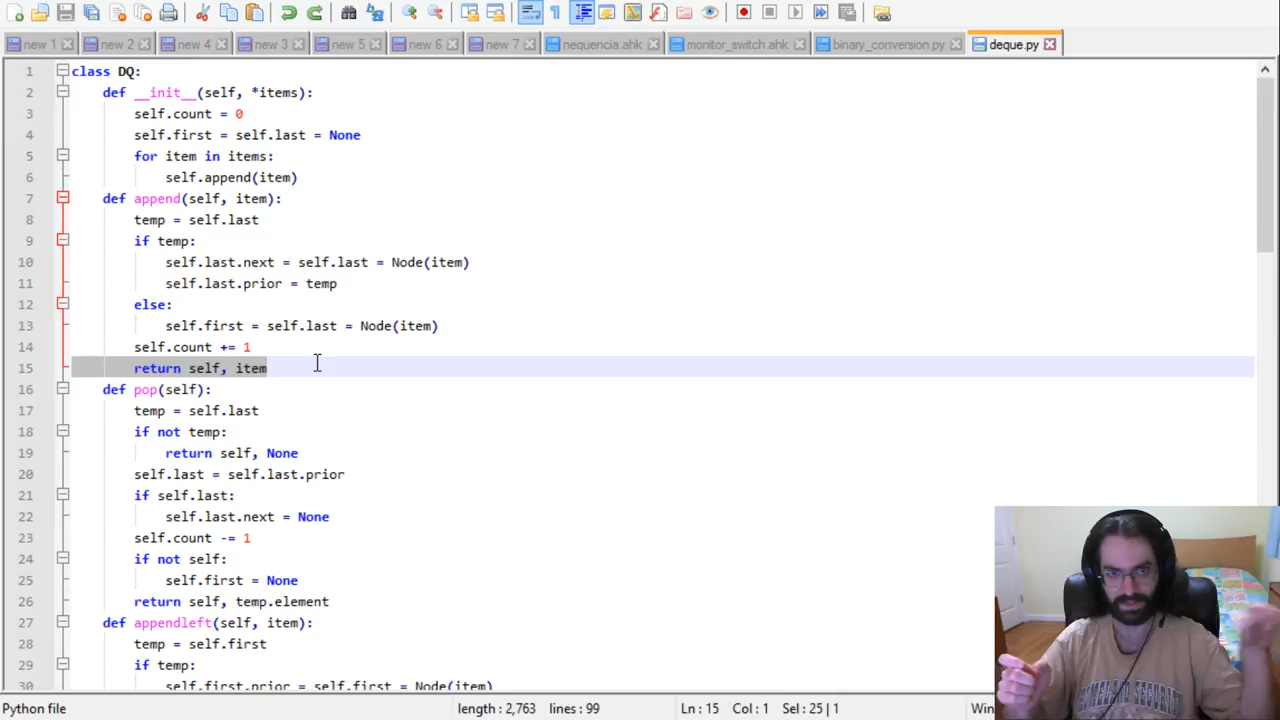 new 1
new 2
new 4
new 3
new 5
new 6
new 7
nequencia.ahk
monitor_switch.ahk
binary_conversion.py
deque.py
1 class DQ:
2 def __init__(self, *items):
3 self.count = 0
4 self.first = self.last = None
5 for item in items:
6 self.append(item)
7 def append(self, item):
8 temp = self.last
9 if temp:
10 self.last.next = self.last = Node(item)
11 self.last.prior = temp
12 else:
13 self.first = self.last = Node(item)
14 self.count += 1
15 return self, item
16 def pop(self):
17 temp = self.last
18 if not temp:
19 return self, None
20 self.last = self.last.prior
21 if self.last:
22 self.last.next = None
23 self.count -= 1
24 if not self:
25 self.first = None
26 return self, temp.element
27 def appendleft(self, item):
28 temp = self.first
29 if temp:
30 self.first.prior = self.first = Node(item)
Python file
length : 2,763 lines : 99
Ln : 15 Col : 1 Sel : 25 | 1
Win